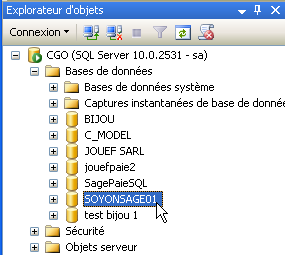 Explorateur d'objets
Connexion
CGO (SQL Server 10.0.2531 - sa)
Bases de données
Bases de données système
Captures instantanées de base de donnée
BIJOU
C_MODEL
JOUEF SARL
jouefpaie2
SagePaieSQL
SOYONSAGE01
test bijou 1
Sécurité
Objets serveur